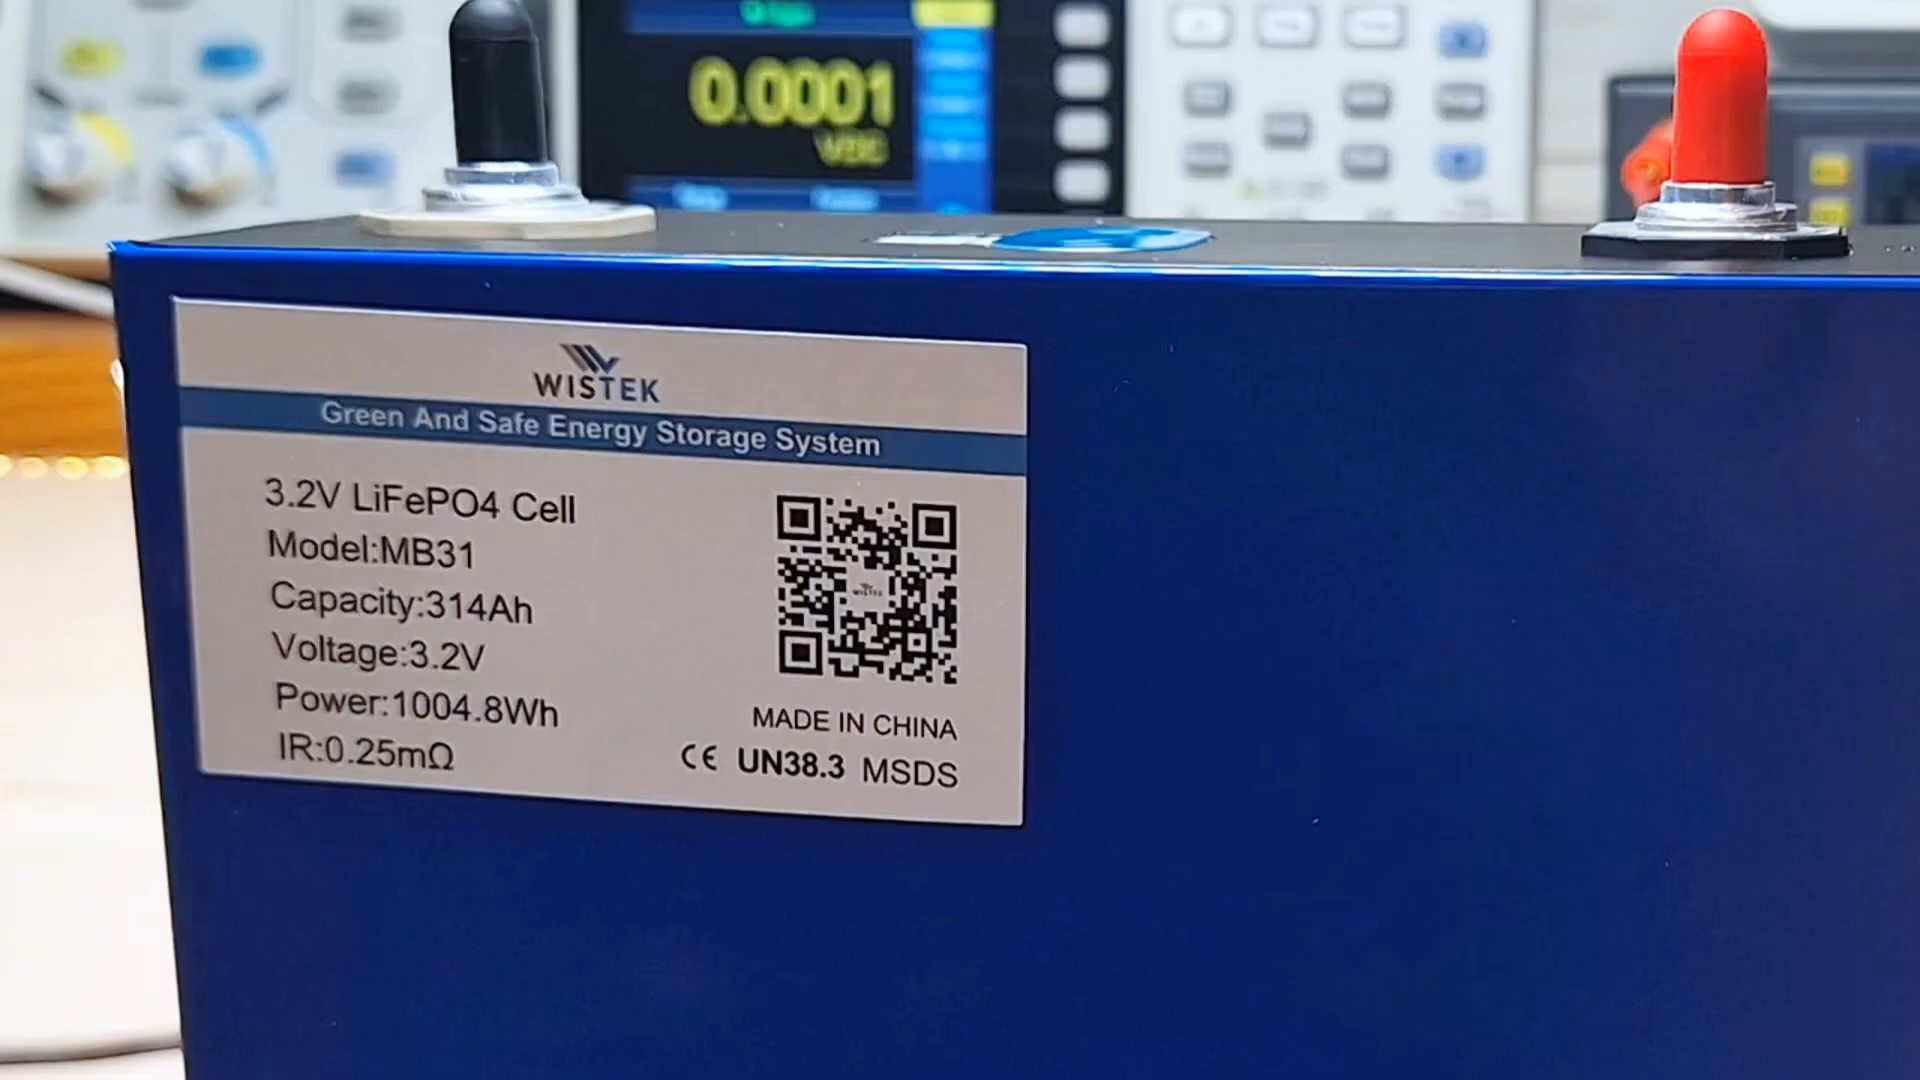 0.0001
VDC
WISTEK
Green And Safe Energy Storage System
3.2V LiFePO4 Cell
Model:MB31
Capacity:314Ah
Voltage:3.2V
Power:1004.8Wh
IR:0.25mΩ
WISTEK
MADE IN CHINA
CE UN38.3 MSDS